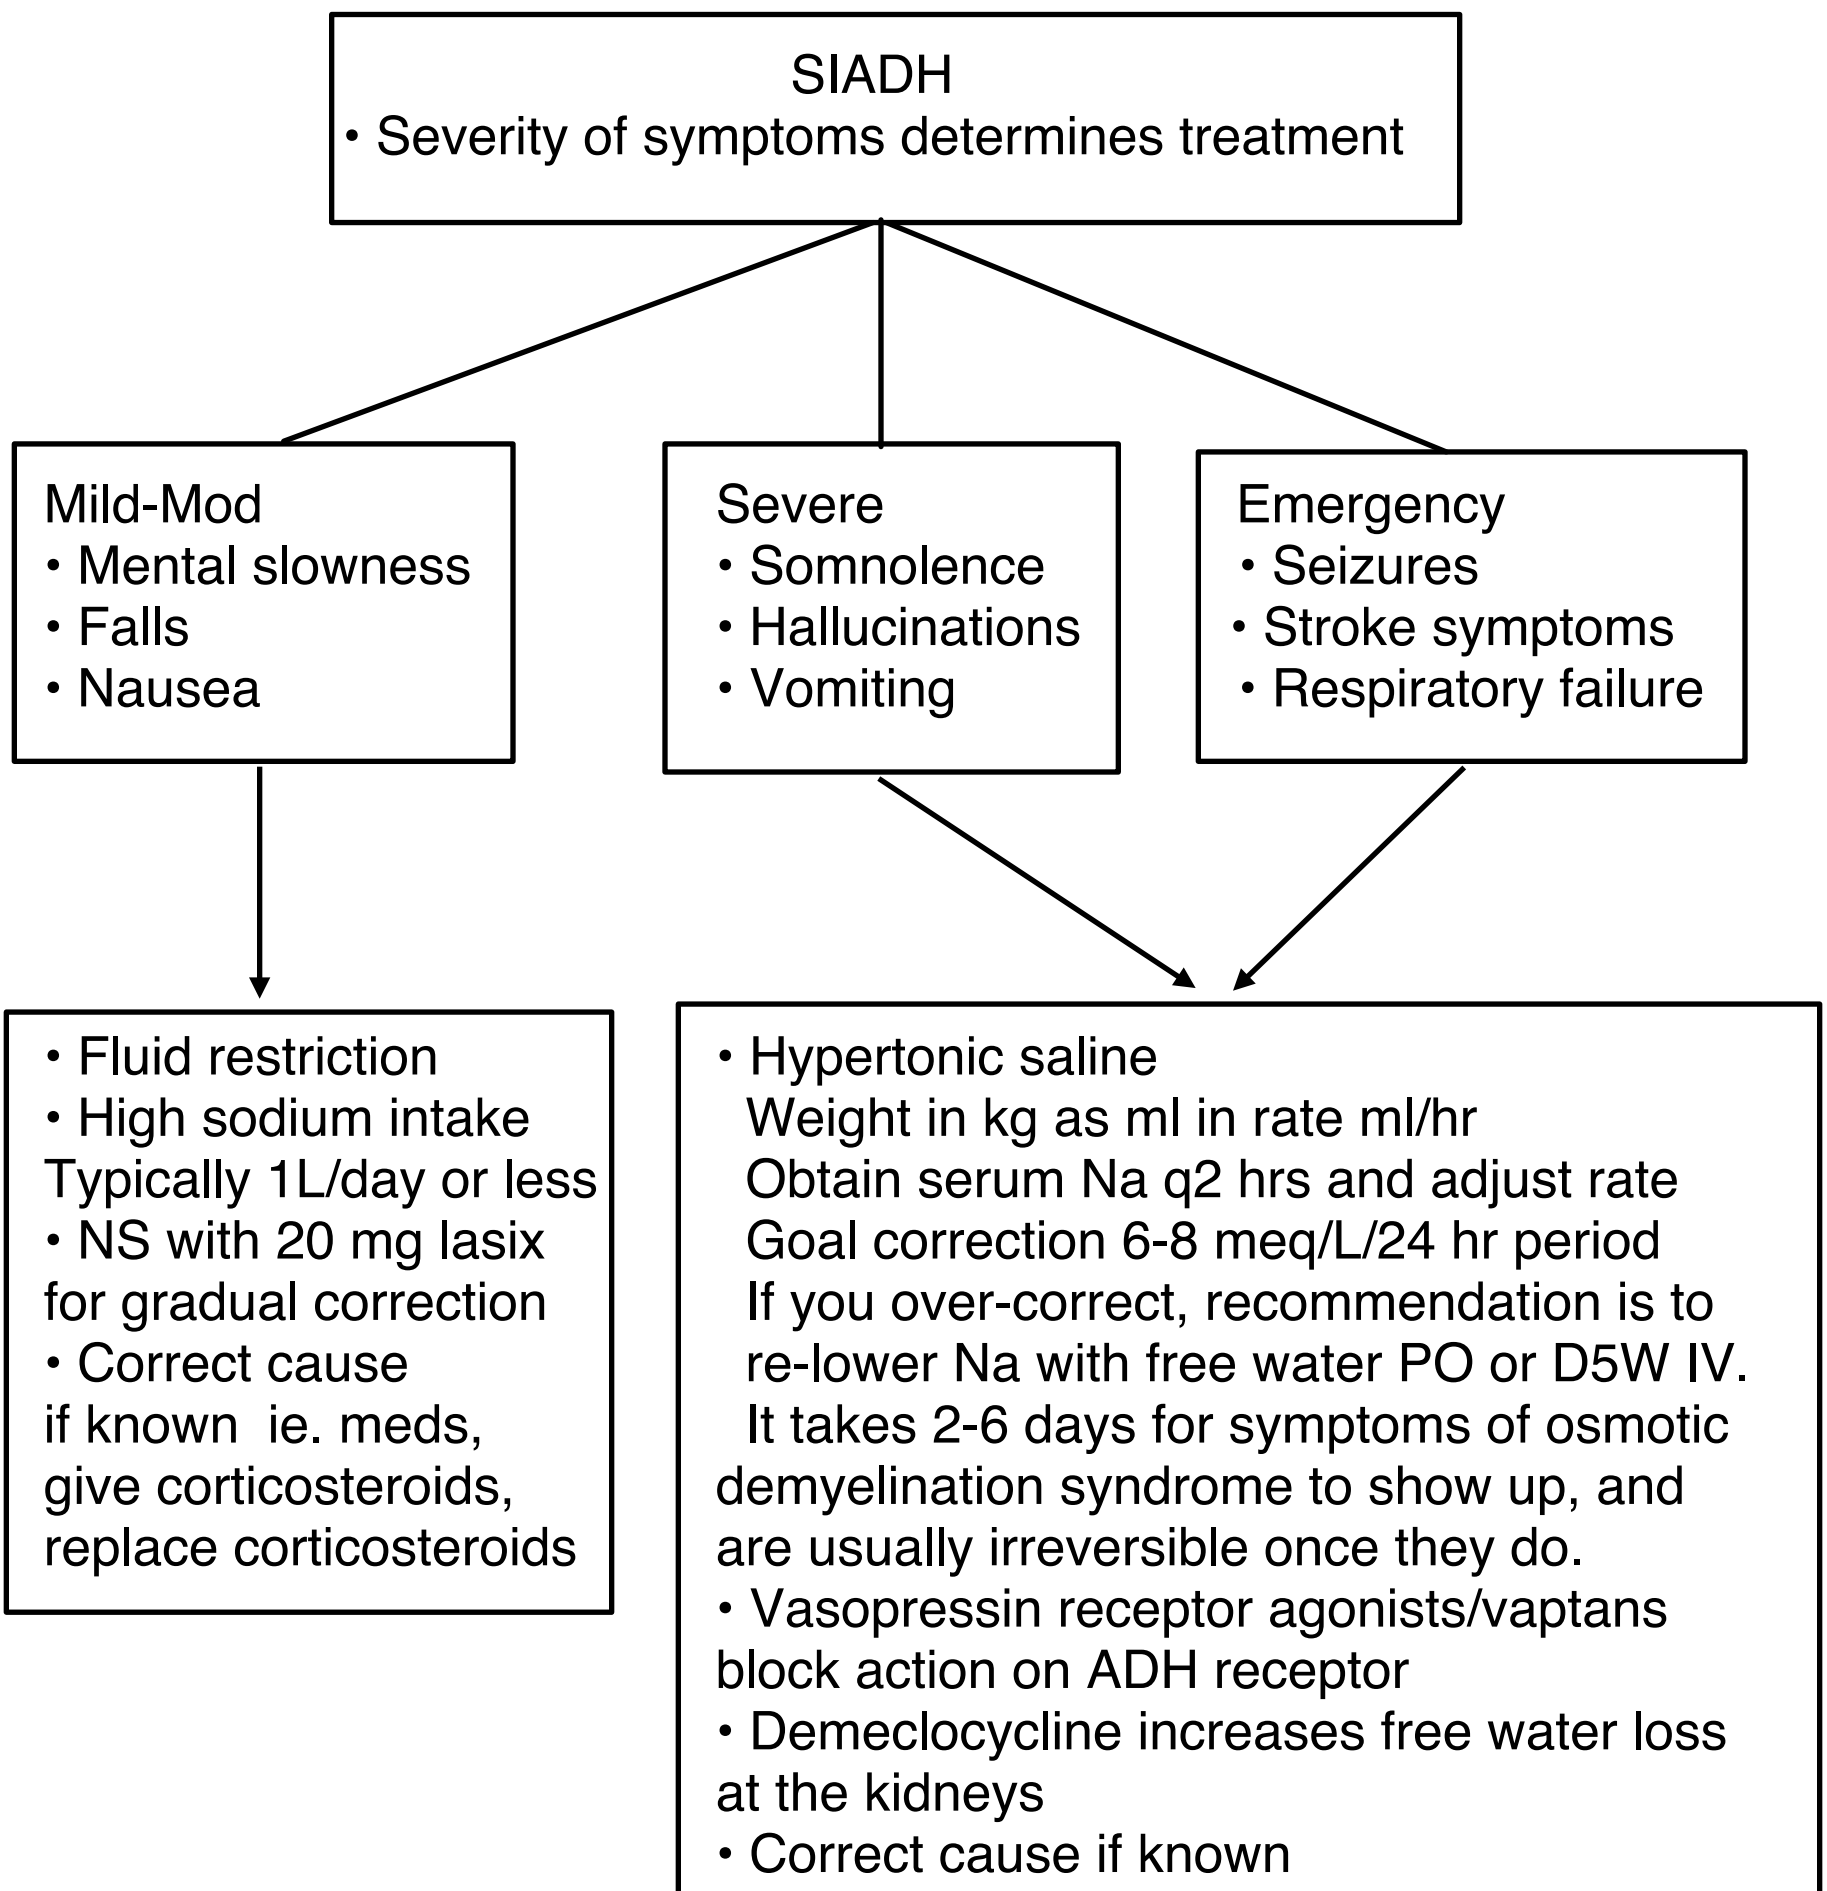 SIADH
• Severity of symptoms determines treatment
Mild-Mod
• Mental slowness
• Falls
• Nausea
Severe
• Somnolence
• Hallucinations
• Vomiting
Emergency
• Seizures
• Stroke symptoms
• Respiratory failure
• Fluid restriction
• High sodium intake
Typically 1L/day or less
• NS with 20 mg lasix
for gradual correction
• Correct cause
if known ie. meds,
give corticosteroids,
replace corticosteroids
• Hypertonic saline
Weight in kg as ml in rate ml/hr
Obtain serum Na q2 hrs and adjust rate
Goal correction 6-8 meq/L/24 hr period
If you over-correct, recommendation is to
re-lower Na with free water PO or D5W IV.
It takes 2-6 days for symptoms of osmotic
demyelination syndrome to show up, and
are usually irreversible once they do.
• Vasopressin receptor agonists/vaptans
block action on ADH receptor
• Demeclocycline increases free water loss
at the kidneys
• Correct cause if known